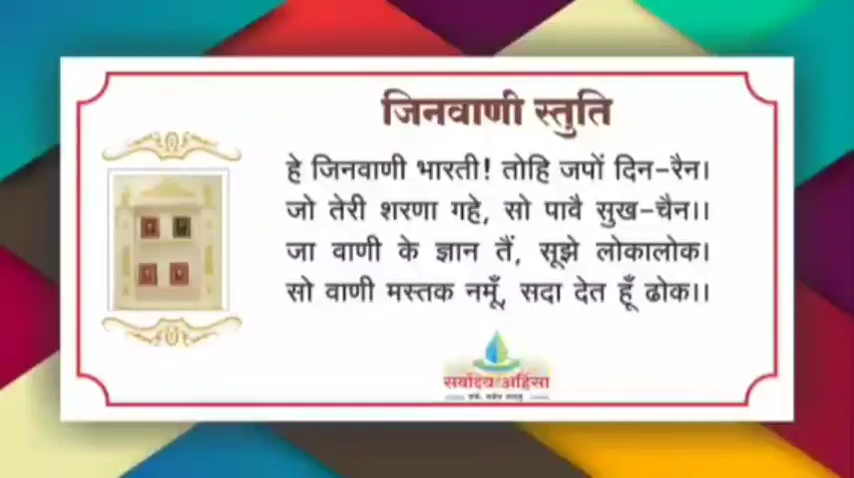 जिनवाणी स्तुति
हे जिनवाणी भारती! तोहि जपों दिन-रैन।
जो तेरी शरणा गहे, सो पावै सुख-चैन।।
जा वाणी के ज्ञान तैं, सूझे लोकालोक।
सो वाणी मस्तक नमूँ, सदा देत हूँ ढोक।।
सर्वोदय अहिंसा